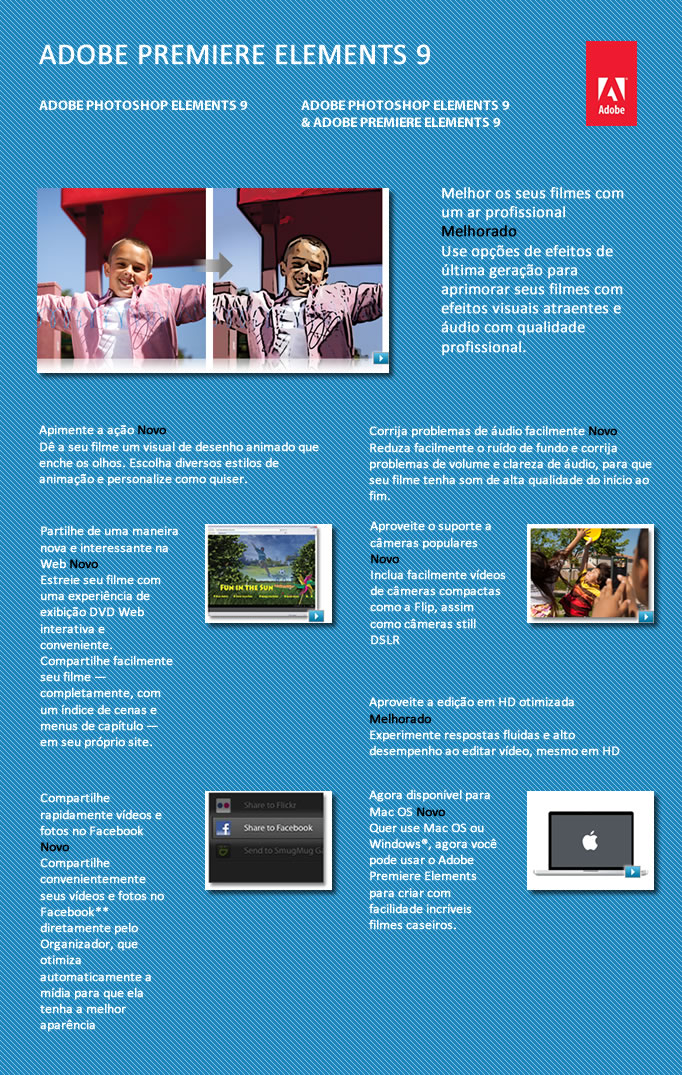 ADOBE PREMIERE ELEMENTS 9
ADOBE PHOTOSHOP ELEMENTS 9
ADOBE PHOTOSHOP ELEMENTS 9
& ADOBE PREMIERE ELEMENTS 9
Adobe
Melhor os seus filmes com
um ar profissional
Melhorado
Use opções de efeitos de
última geração para
aprimorar seus filmes com
efeitos visuais atraentes e
áudio com qualidade
profissional.
Apimente a ação Novo
Dê a seu filme um visual de desenho animado que
enche os olhos. Escolha diversos estilos de
animação e personalize como quiser.
Corrija problemas de áudio facilmente Novo
Reduza facilmente o ruído de fundo e corrija
problemas de volume e clareza de áudio, para que
seu filme tenha som de alta qualidade do início ao
fim.
Partilhe de uma maneira
nova e interessante na
Web Novo
Estreie seu filme com
uma experiência de
exibição DVD Web
interativa e
conveniente.
Compartilhe facilmente
seu filme —
completamente, com
um índice de cenas e
menus de capítulo —
em seu próprio site.
FUN IN THE SUN
Aproveite o suporte a
câmeras populares
Novo
Inclua facilmente vídeos
de câmeras compactas
como a Flip, assim
como câmeras still
DSLR
Aproveite a edição em HD otimizada
Melhorado
Experimente respostas fluidas e alto
desempenho ao editar vídeo, mesmo em HD
Compartilhe
rapidamente vídeos e
fotos no Facebook
Novo
Compartilhe
convenientemente
seus vídeos e fotos no
Facebook**
diretamente pelo
Organizador, que
otimiza
automaticamente a
mídia para que ela
tenha a melhor
aparência
Share to Flickr
Share to Facebook
Send to SmugMug Ga
Agora disponível para
Mac OS Novo
Quer use Mac OS ou
Windows®, agora você
pode usar o Adobe
Premiere Elements
para criar com
facilidade incríveis
filmes caseiros.